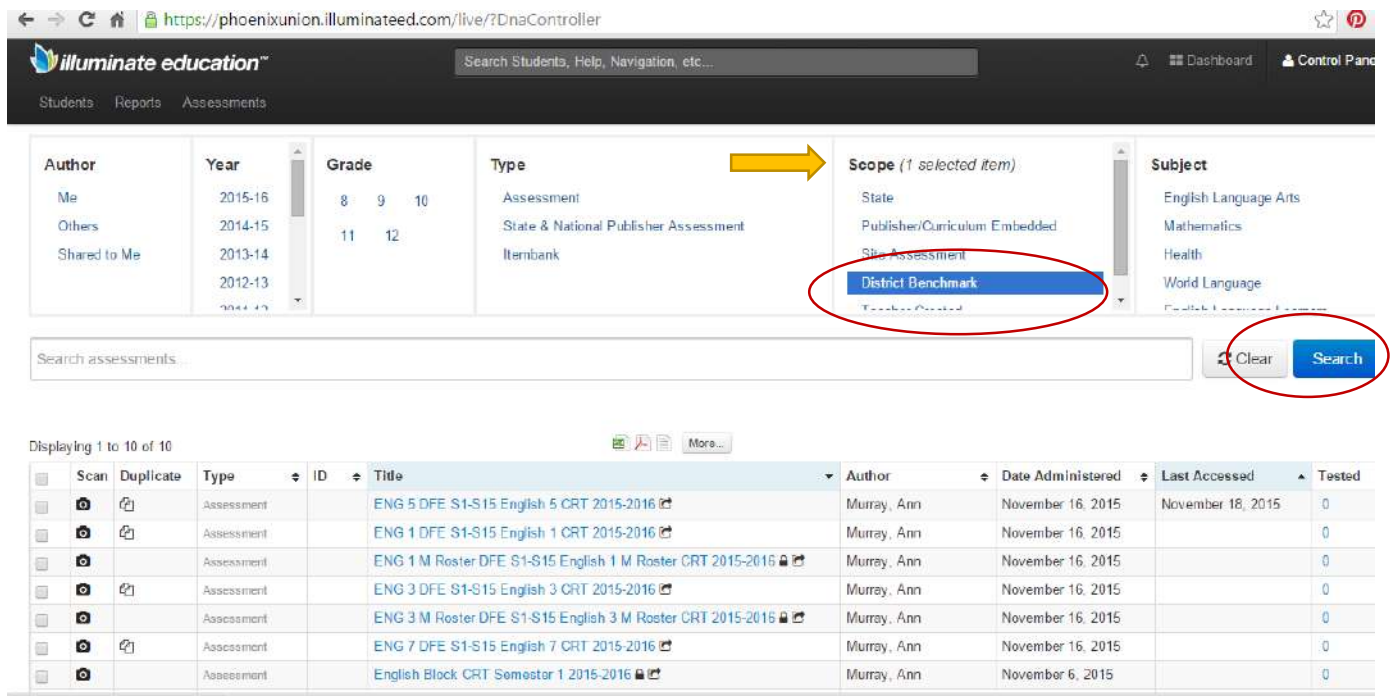 https://phoenixunion.illuminateed.com/live/?DnaController
illuminate education™ Search Students, Help, Navigation, etc... Dashboard Control Pane
Students Reports Assessments
Author Year Grade Type Scope (1 selected item) Subject
Me 2015-16 8 9 10 Assessment State English Language Arts
Others 2014-15 11 12 State & National Publisher Assessment Publisher/Curriculum Embedded Mathematics
Shared to Me 2013-14 Itembank Site Assessment Health
2012-13 District Benchmark World Language
2011-12 Teacher Created English Language Learners
Search assessments... Clear Search
Displaying 1 to 10 of 10 More...
Scan Duplicate Type ID Title Author Date Administered Last Accessed Tested
Assessment ENG 5 DFE S1-S15 English 5 CRT 2015-2016 Murray, Ann November 16, 2015 November 18, 2015 0
Assessment ENG 1 DFE S1-S15 English 1 CRT 2015-2016 Murray, Ann November 16, 2015 0
Assessment ENG 1 M Roster DFE S1-S15 English 1 M Roster CRT 2015-2016 Murray, Ann November 16, 2015 0
Assessment ENG 3 DFE S1-S15 English 3 CRT 2015-2016 Murray, Ann November 16, 2015 0
Assessment ENG 3 M Roster DFE S1-S15 English 3 M Roster CRT 2015-2016 Murray, Ann November 16, 2015 0
Assessment ENG 7 DFE S1-S15 English 7 CRT 2015-2016 Murray, Ann November 16, 2015 0
Assessment English Block CRT Semester 1 2015-2016 Murray, Ann November 6, 2015 0